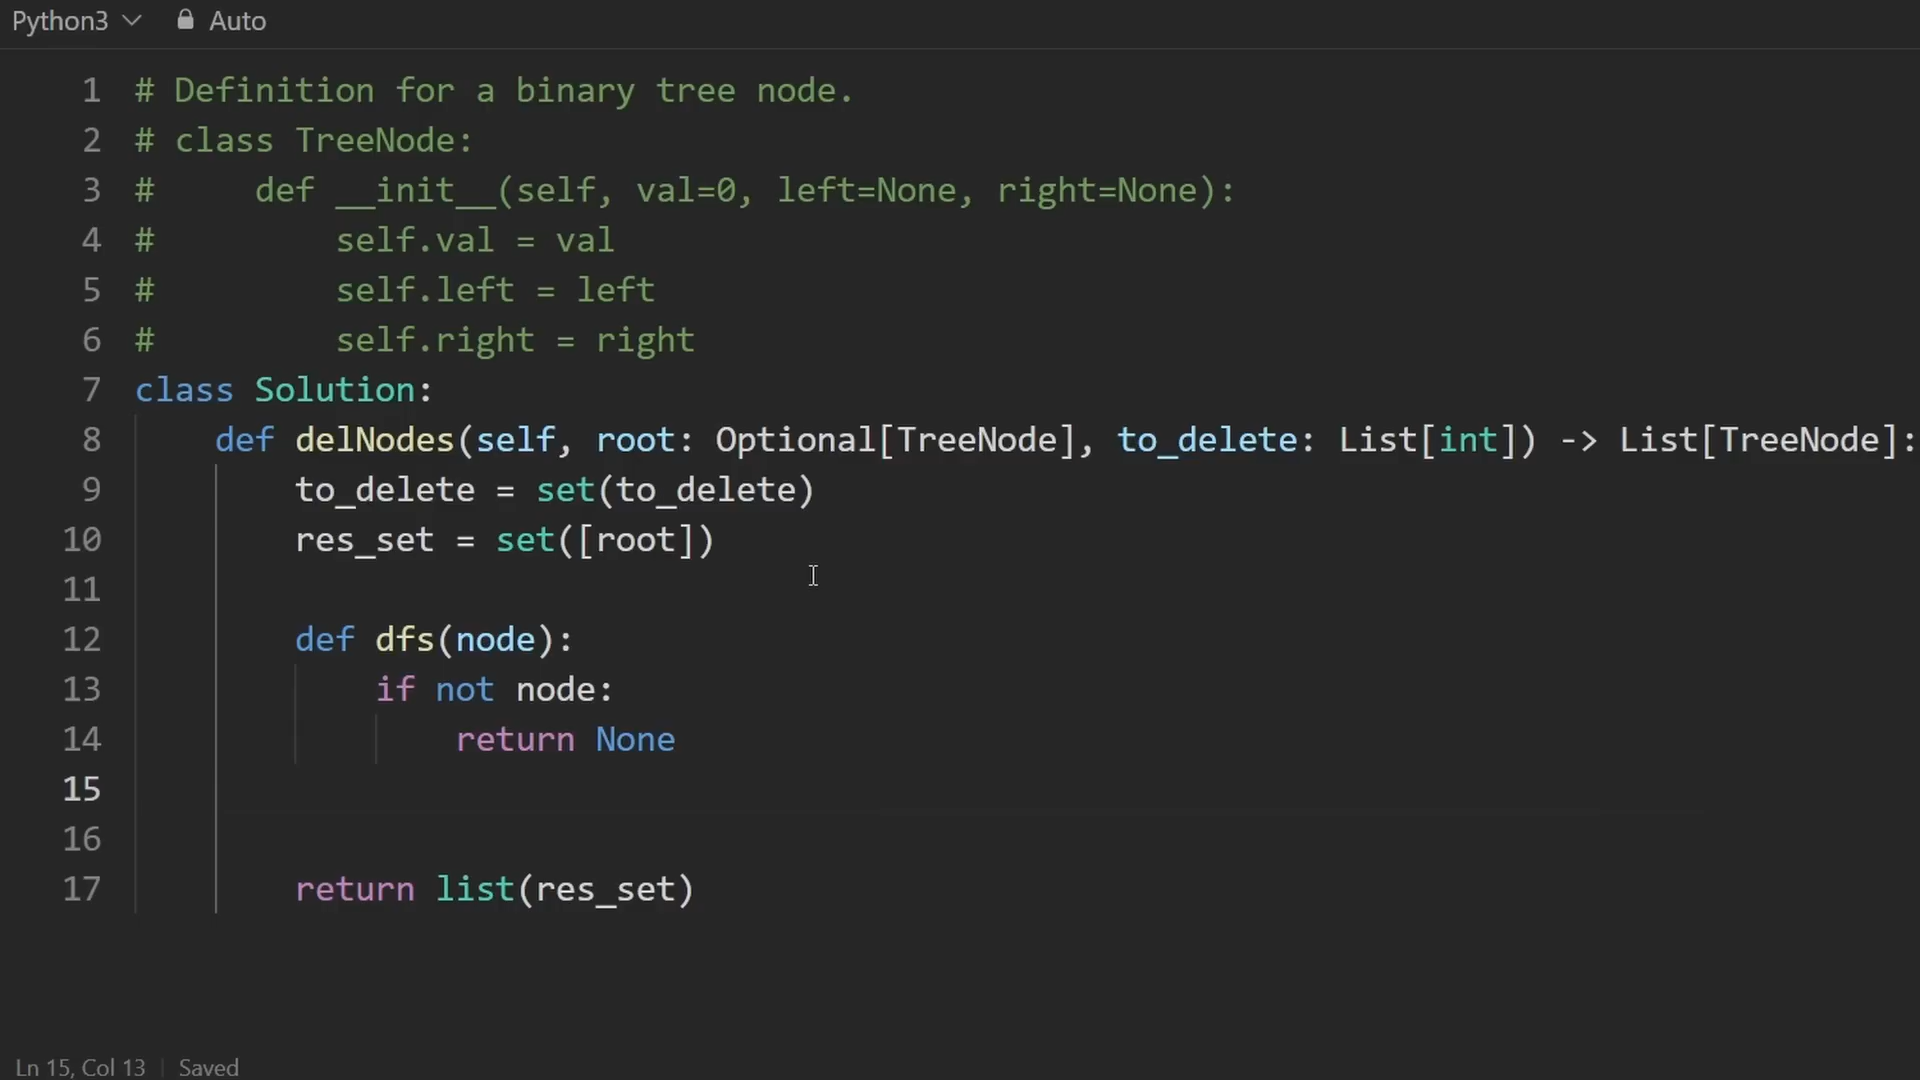 Python3 Auto
1 # Definition for a binary tree node.
2 # class TreeNode:
3 #     def __init__(self, val=0, left=None, right=None):
4 #         self.val = val
5 #         self.left = left
6 #         self.right = right
7 class Solution:
8     def delNodes(self, root: Optional[TreeNode], to_delete: List[int]) -> List[TreeNode]:
9         to_delete = set(to_delete)
10         res_set = set([root])
11
12         def dfs(node):
13             if not node:
14                 return None
15
16
17         return list(res_set)
Ln 15, Col 13 Saved